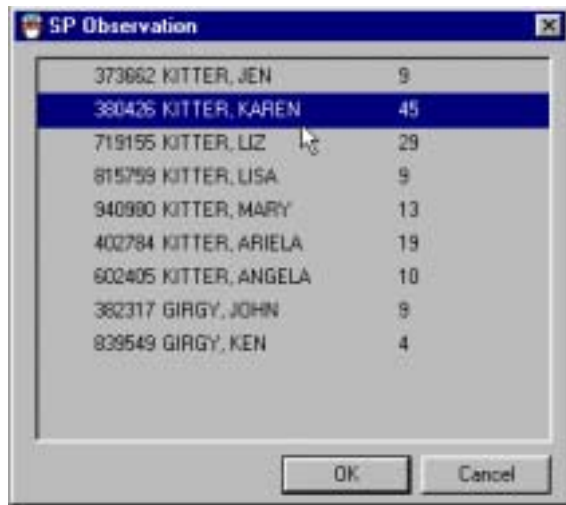 SP Observation
373662 KITTER, JEN 9
380426 KITTER, KAREN 45
719155 KITTER, LIZ 29
815759 KITTER, LISA 9
940980 KITTER, MARY 13
402784 KITTER, ARIELA 19
602405 KITTER, ANGELA 10
382317 GIRGY, JOHN 9
839549 GIRGY, KEN 4
OK Cancel